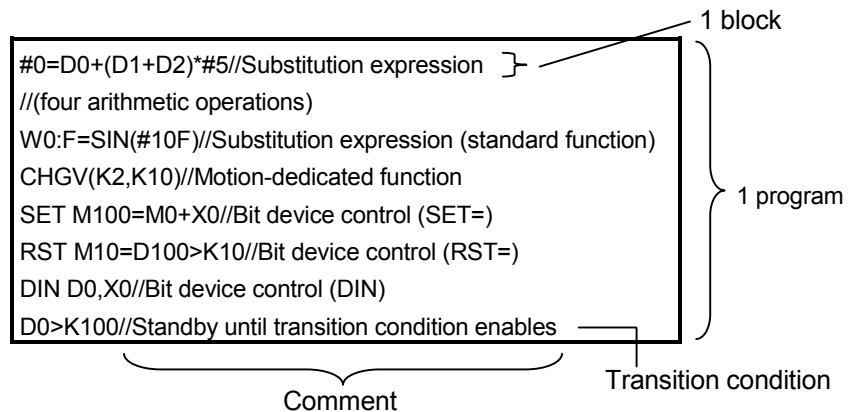 1 block
#0=D0+(D1+D2)*#5//Substitution expression
//(four arithmetic operations)
W0:F=SIN(#10F)//Substitution expression (standard function)
CHGV(K2,K10)//Motion-dedicated function
SET M100=M0+X0//Bit device control (SET=)
RST M10=D100>K10//Bit device control (RST=)
DIN D0,X0//Bit device control (DIN)
D0>K100//Standby until transition condition enables
1 program
Transition condition
Comment